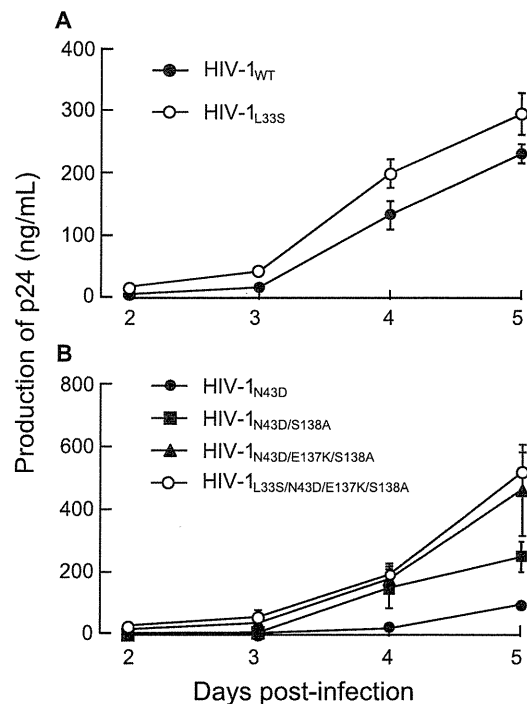 A
400
300
200
100
0
HIV-1WT
HIV-1L33S
2 3 4 5
B
800
600
400
200
0
HIV-1N43D
HIV-1N43D/S138A
HIV-1N43D/E137K/S138A
HIV-1L33S/N43D/E137K/S138A
2 3 4 5
Production of p24 (ng/mL)
Days post-infection